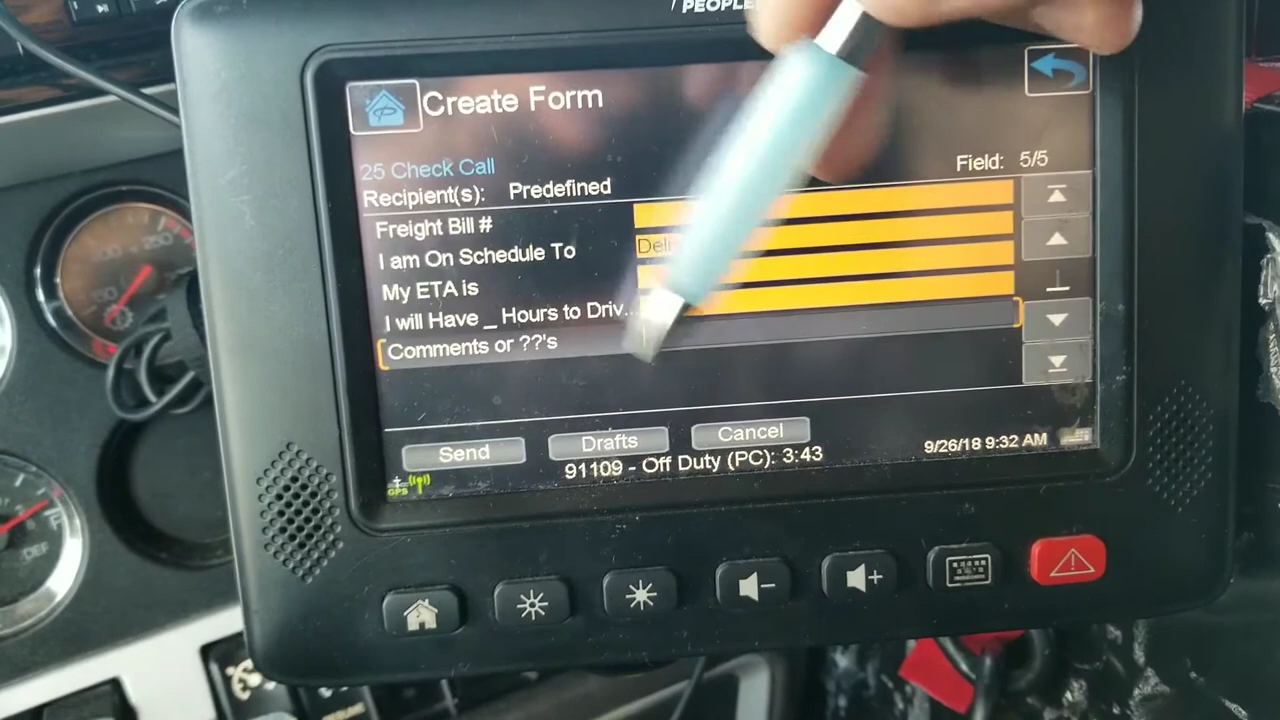 PEOPLE
Create Form
25 Check Call
Field: 5/5
Recipient(s): Predefined
Freight Bill #
I am On Schedule To
My ETA is
I will Have _ Hours to Driv...
Comments or ??'s
Send
Drafts
Cancel
91109 - Off Duty (PC): 3:43
9/26/18 9:32 AM
GPS
250
DEF